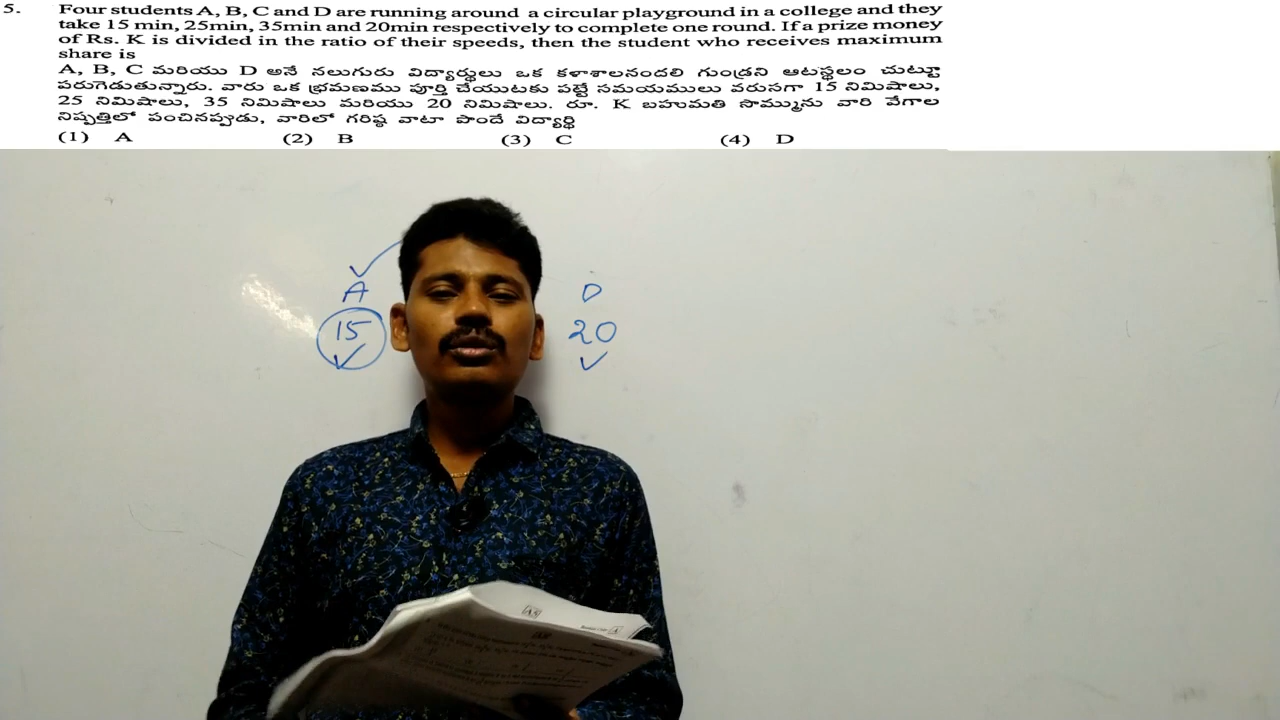 5. Four students A, B, C and D are running around a circular playground in a college and they
take 15 min, 25min, 35min and 20min respectively to complete one round. If a prize money
of Rs. K is divided in the ratio of their speeds, then the student who receives maximum
share is
A, B, C మరియు D అనే నలుగురు విద్యార్థులు ఒక కళాశాలనందలి గుండ్రని ఆటస్థలం చుట్టూ
పరుగెడుతున్నారు. వారు ఒక భ్రమణము పూర్తి చేయుటకు పట్టే సమయములు వరుసగా 15 నిమిషాలు,
25 నిమిషాలు, 35 నిమిషాలు మరియు 20 నిమిషాలు. రూ. K బహుమతి సొమ్మును వారి వేగాల
నిష్పత్తిలో పంచినప్పుడు, వారిలో గరిష్ఠ వాటా పొందే విద్యార్థి
(1) A (2) B (3) C (4) D
A D
15 20